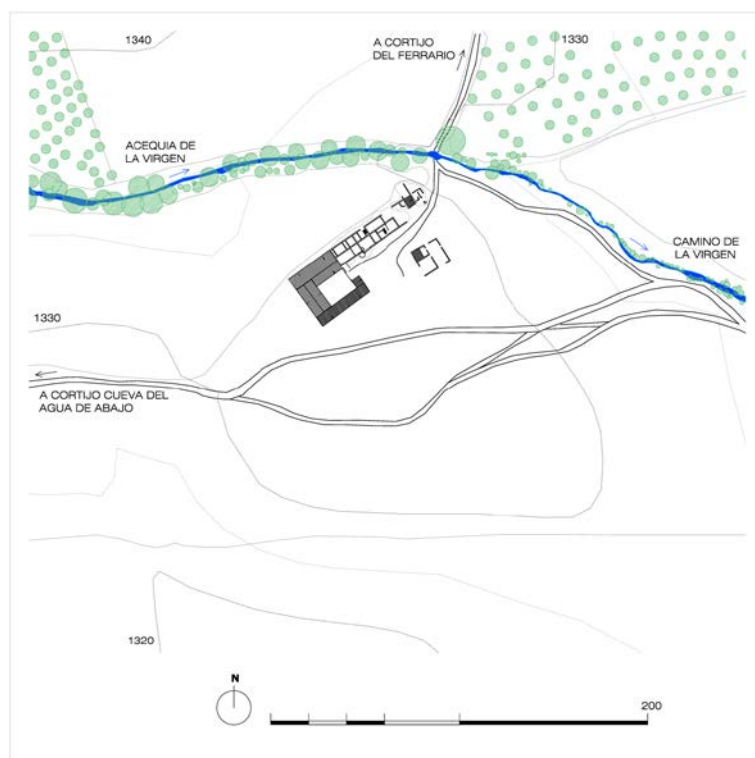 1340
A CORTIJO
DEL FERRARIO
1330
ACEQUIA DE
LA VIRGEN
CAMINO DE
LA VIRGEN
1330
A CORTIJO CUEVA DEL
AGUA DE ABAJO
1320
N
200